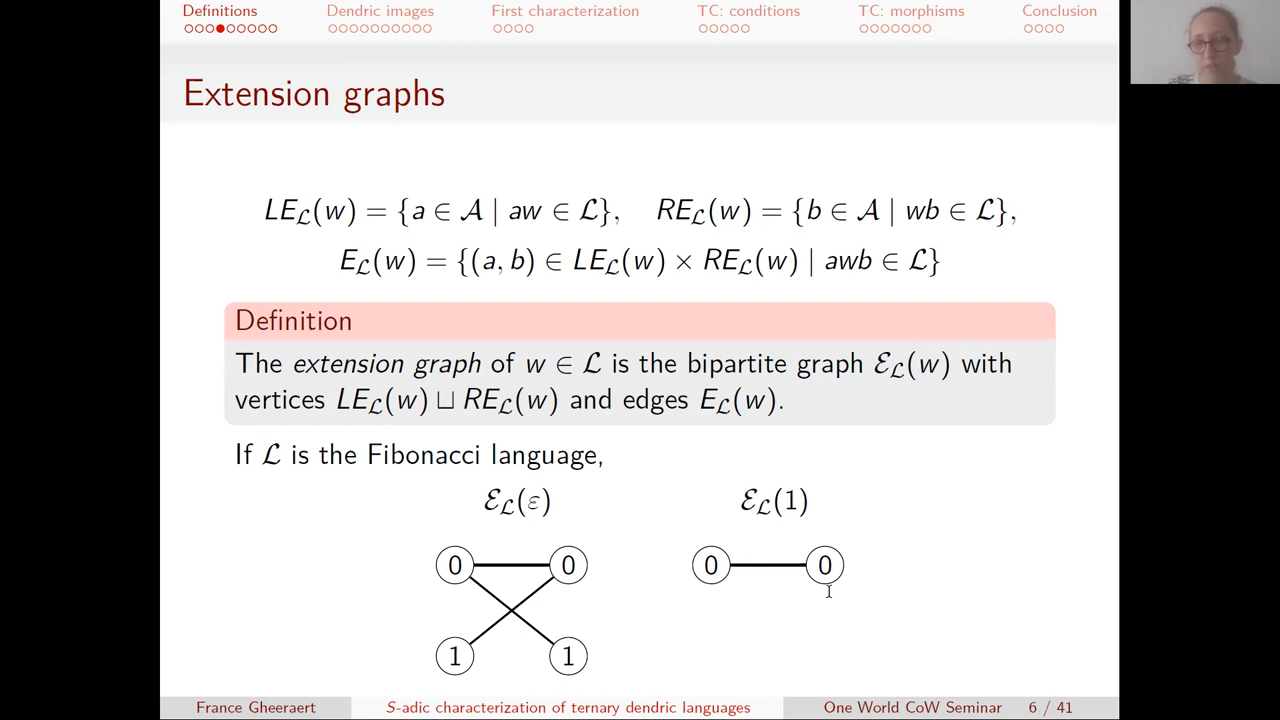 Definitions Dendric images First characterization TC: conditions TC: morphisms Conclusion
Extension graphs
LE_ℒ(w) = {a ∈ 𝒜 | aw ∈ ℒ}, RE_ℒ(w) = {b ∈ 𝒜 | wb ∈ ℒ},
E_ℒ(w) = {(a, b) ∈ LE_ℒ(w) × RE_ℒ(w) | awb ∈ ℒ}
Definition
The extension graph of w ∈ ℒ is the bipartite graph ℰ_ℒ(w) with
vertices LE_ℒ(w) ⊔ RE_ℒ(w) and edges E_ℒ(w).
If ℒ is the Fibonacci language,
ℰ_ℒ(ε) ℰ_ℒ(1)
0 0 0 0
1 1
France Gheeraert S-adic characterization of ternary dendric languages One World CoW Seminar 6 / 41